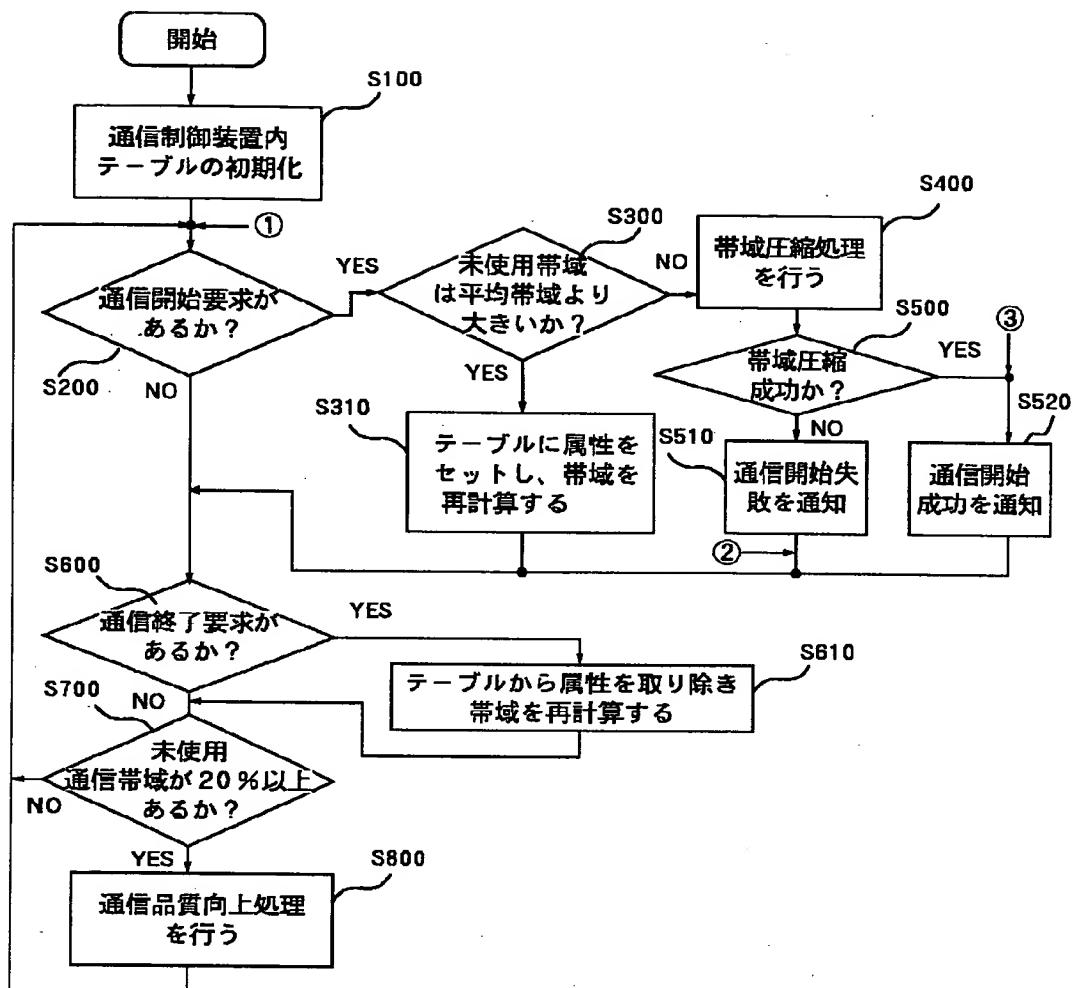 開始
S100
通信制御装置内
テーブルの初期化
①
S200
通信開始要求が
あるか？
YES
NO
S300
未使用帯域
は平均帯域より
大きいか？
NO
YES
S400
帯域圧縮処理
を行う
S500
帯域圧縮
成功か？
YES
NO
③
S310
テーブルに属性を
セットし、帯域を
再計算する
S510
通信開始失
敗を通知
②
S520
通信開始
成功を通知
S600
通信終了要求が
あるか？
YES
NO
S610
テーブルから属性を取り除き
帯域を再計算する
S700
未使用
通信帯域が20％以上
あるか？
NO
YES
S800
通信品質向上処理
を行う